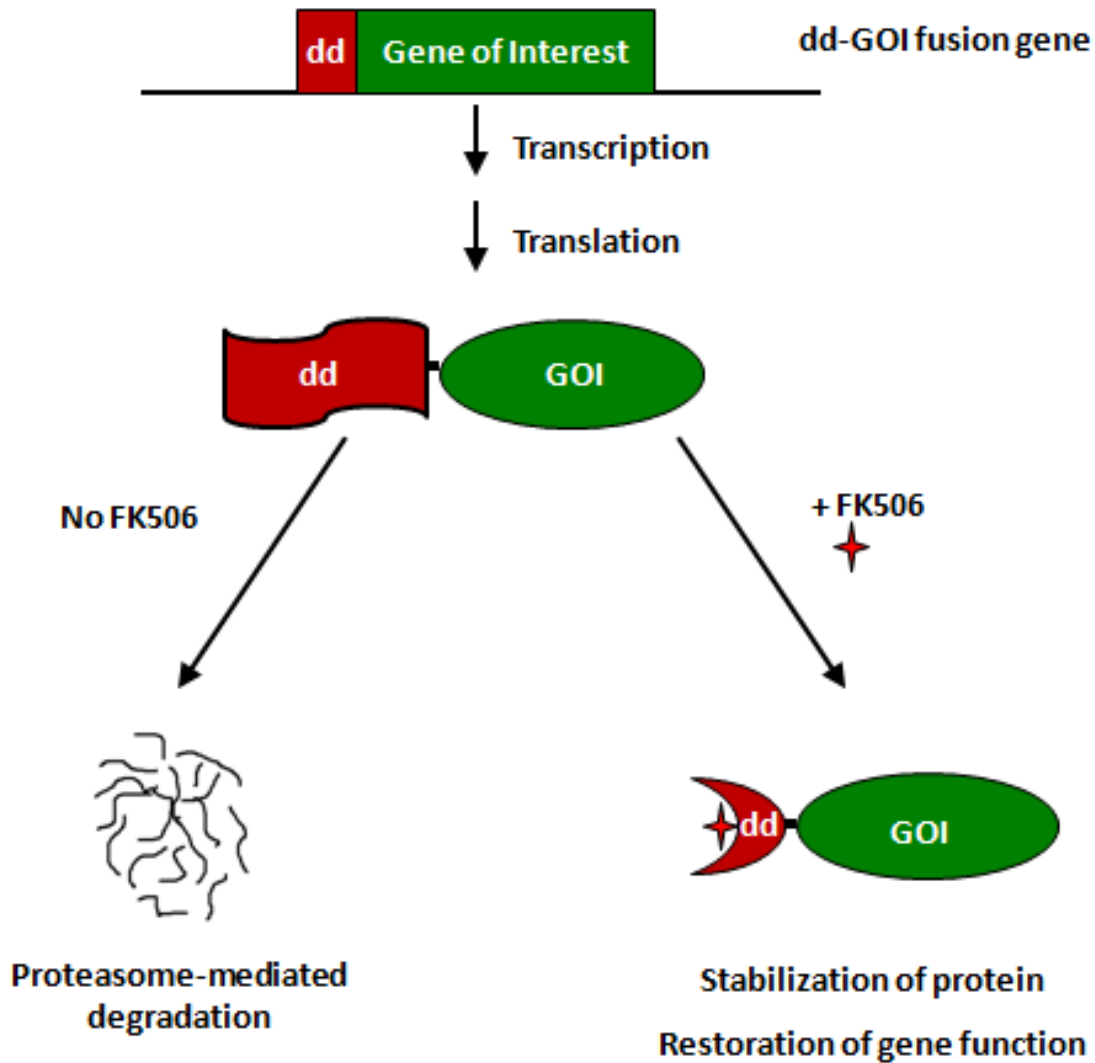 dd Gene of Interest
dd-GOI fusion gene
Transcription
Translation
dd GOI
No FK506
+ FK506
dd GOI
Proteasome-mediated
degradation
Stabilization of protein
Restoration of gene function